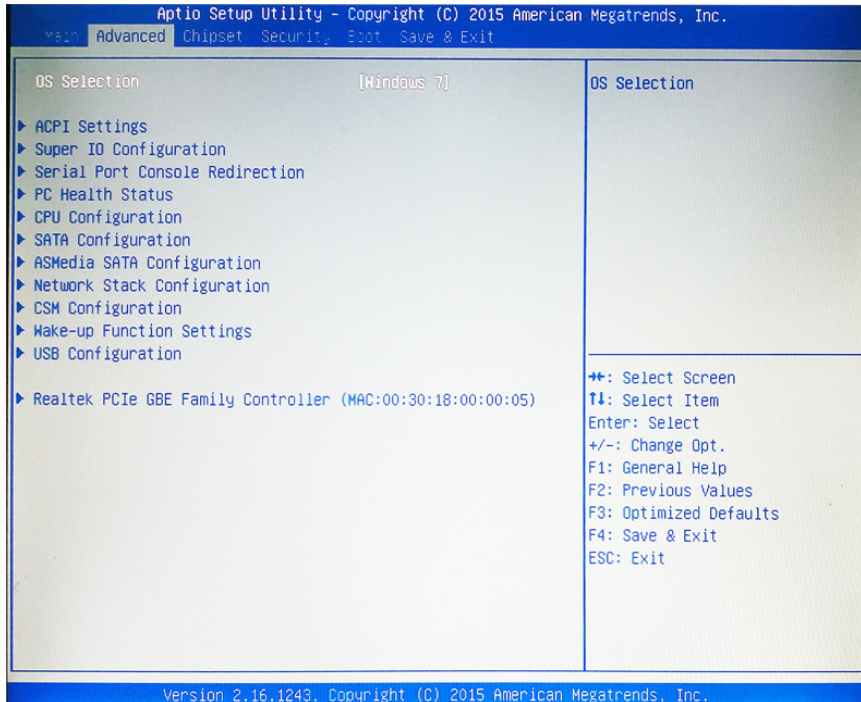 Aptio Setup Utility - Copyright (C) 2015 American Megatrends, Inc.
Main Advanced Chipset Security Boot Save & Exit
OS Selection [Windows 7]
ACPI Settings
Super IO Configuration
Serial Port Console Redirection
PC Health Status
CPU Configuration
SATA Configuration
ASMedia SATA Configuration
Network Stack Configuration
CSM Configuration
Wake-up Function Settings
USB Configuration
Realtek PCIe GBE Family Controller (MAC:00:30:18:00:00:05)
OS Selection
→←: Select Screen
↑↓: Select Item
Enter: Select
+/-: Change Opt.
F1: General Help
F2: Previous Values
F3: Optimized Defaults
F4: Save & Exit
ESC: Exit
Version 2.16.1243. Copyright (C) 2015 American Megatrends, Inc.